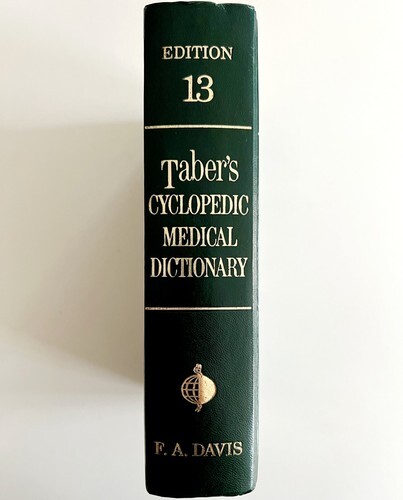 EDITION
13
Taber's
CYCLOPEDIC
MEDICAL
DICTIONARY
F. A. DAVIS